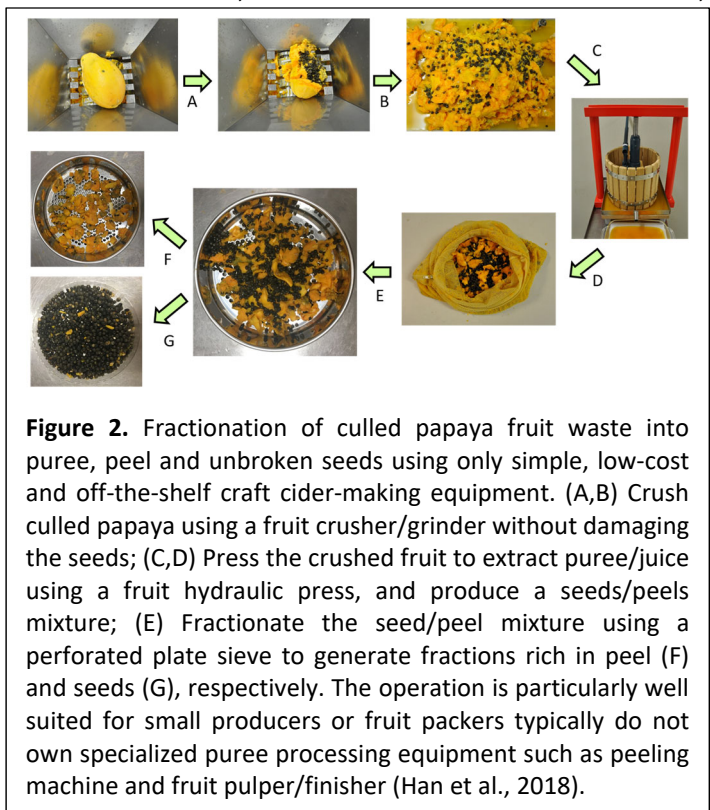 A
B
C
D
E
F
G
Figure 2. Fractionation of culled papaya fruit waste into
puree, peel and unbroken seeds using only simple, low-cost
and off-the-shelf craft cider-making equipment. (A,B) Crush
culled papaya using a fruit crusher/grinder without damaging
the seeds; (C,D) Press the crushed fruit to extract puree/juice
using a fruit hydraulic press, and produce a seeds/peels
mixture; (E) Fractionate the seed/peel mixture using a
perforated plate sieve to generate fractions rich in peel (F)
and seeds (G), respectively. The operation is particularly well
suited for small producers or fruit packers typically do not
own specialized puree processing equipment such as peeling
machine and fruit pulper/finisher (Han et al., 2018).